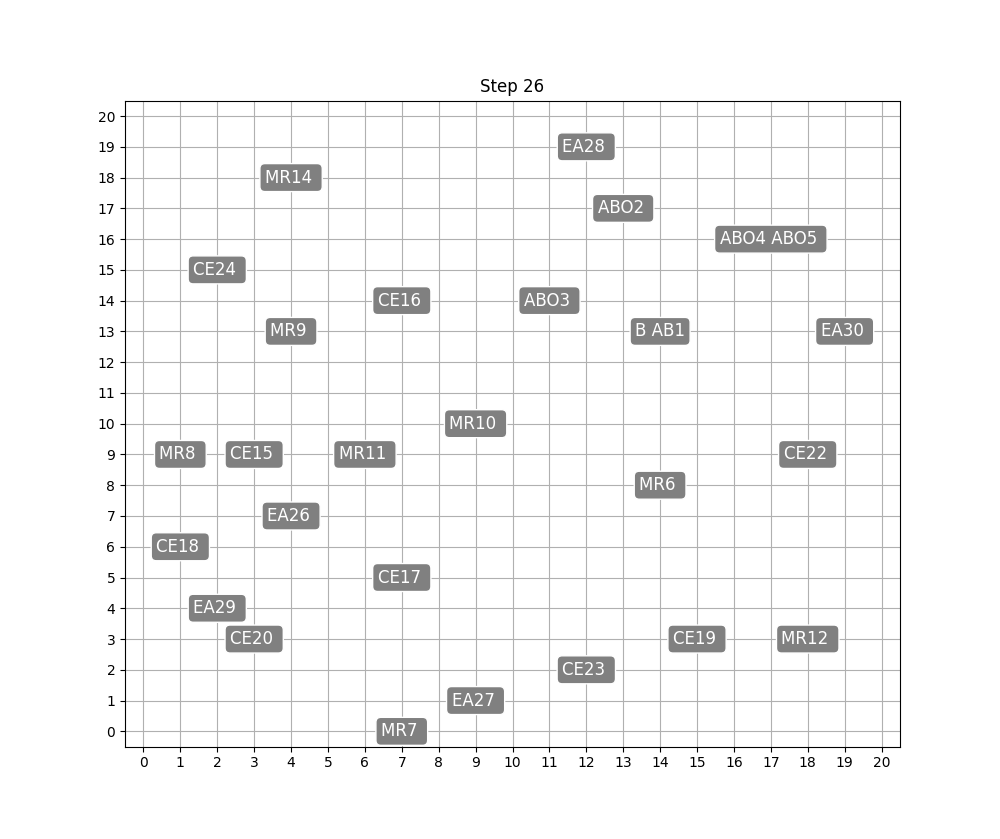 Step 26
20
19 EA28
18 MR14
17 ABO2
16 ABO4 ABO5
15 CE24
14 CE16 ABO3
13 MR9 B AB1 EA30
12
11
10 MR10
9 MR8 CE15 MR11 CE22
8 MR6
7 EA26
6 CE18
5 CE17
4 EA29
3 CE20 CE19 MR12
2 CE23
1 EA27
0 MR7
0 1 2 3 4 5 6 7 8 9 10 11 12 13 14 15 16 17 18 19 20